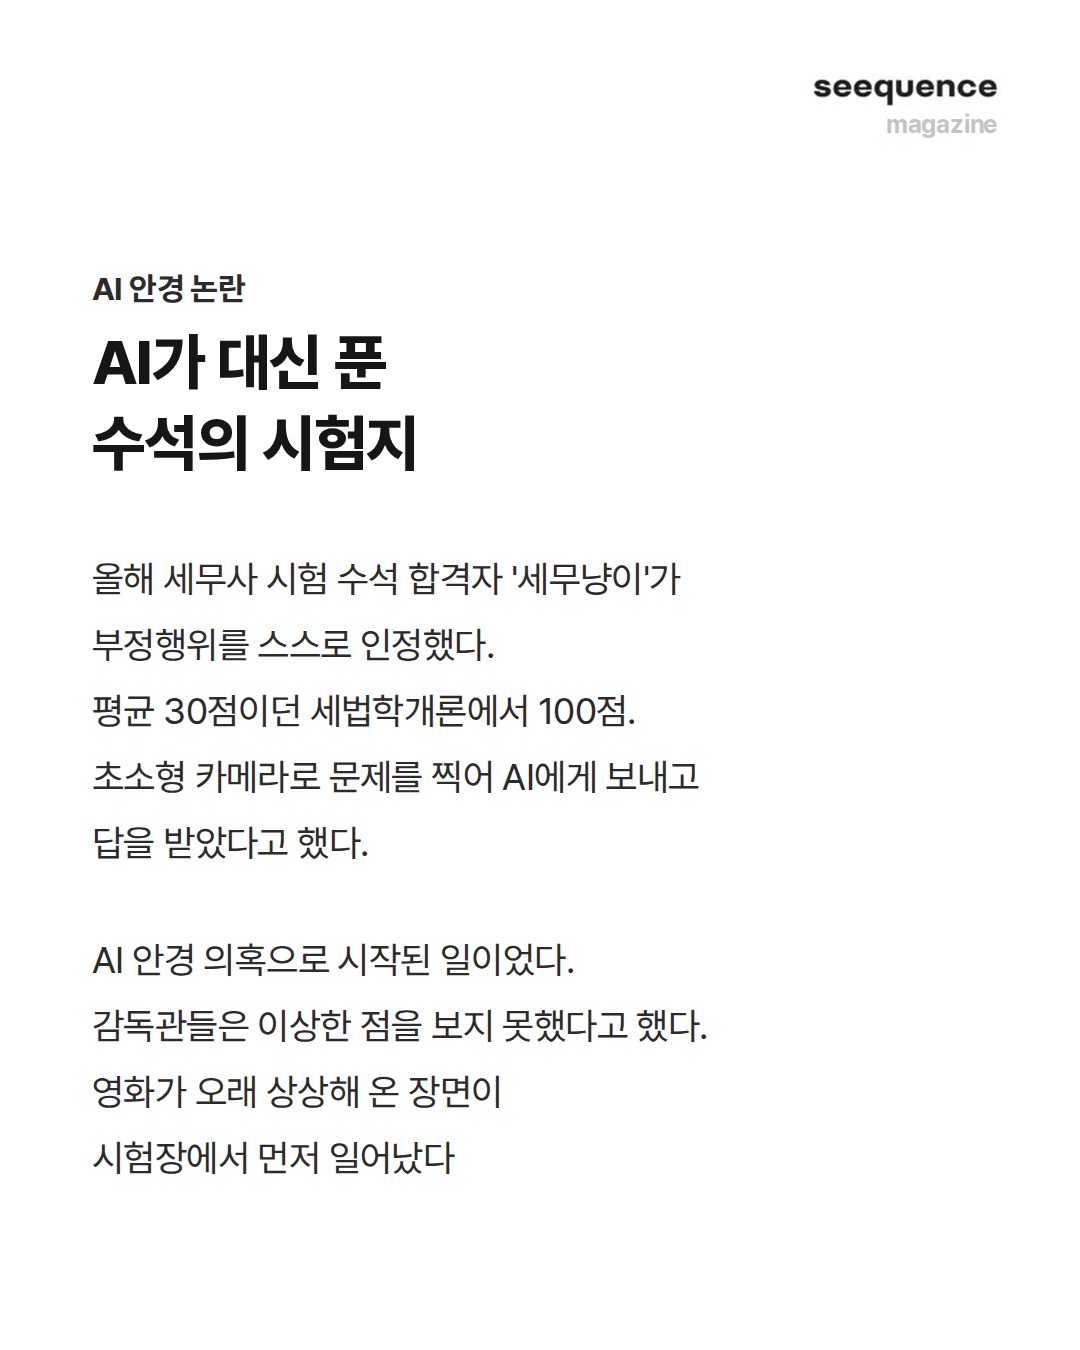 seequence
magazine
AI 안경 논란
AI가 대신 푼
수석의 시험지
올해 세무사 시험 수석 합격자 '세무냥이'가
부정행위를 스스로 인정했다.
평균 30점이던 세법학개론에서 100점.
초소형 카메라로 문제를 찍어 AI에게 보내고
답을 받았다고 했다.
AI 안경 의혹으로 시작된 일이었다.
감독관들은 이상한 점을 보지 못했다고 했다.
영화가 오래 상상해 온 장면이
시험장에서 먼저 일어났다